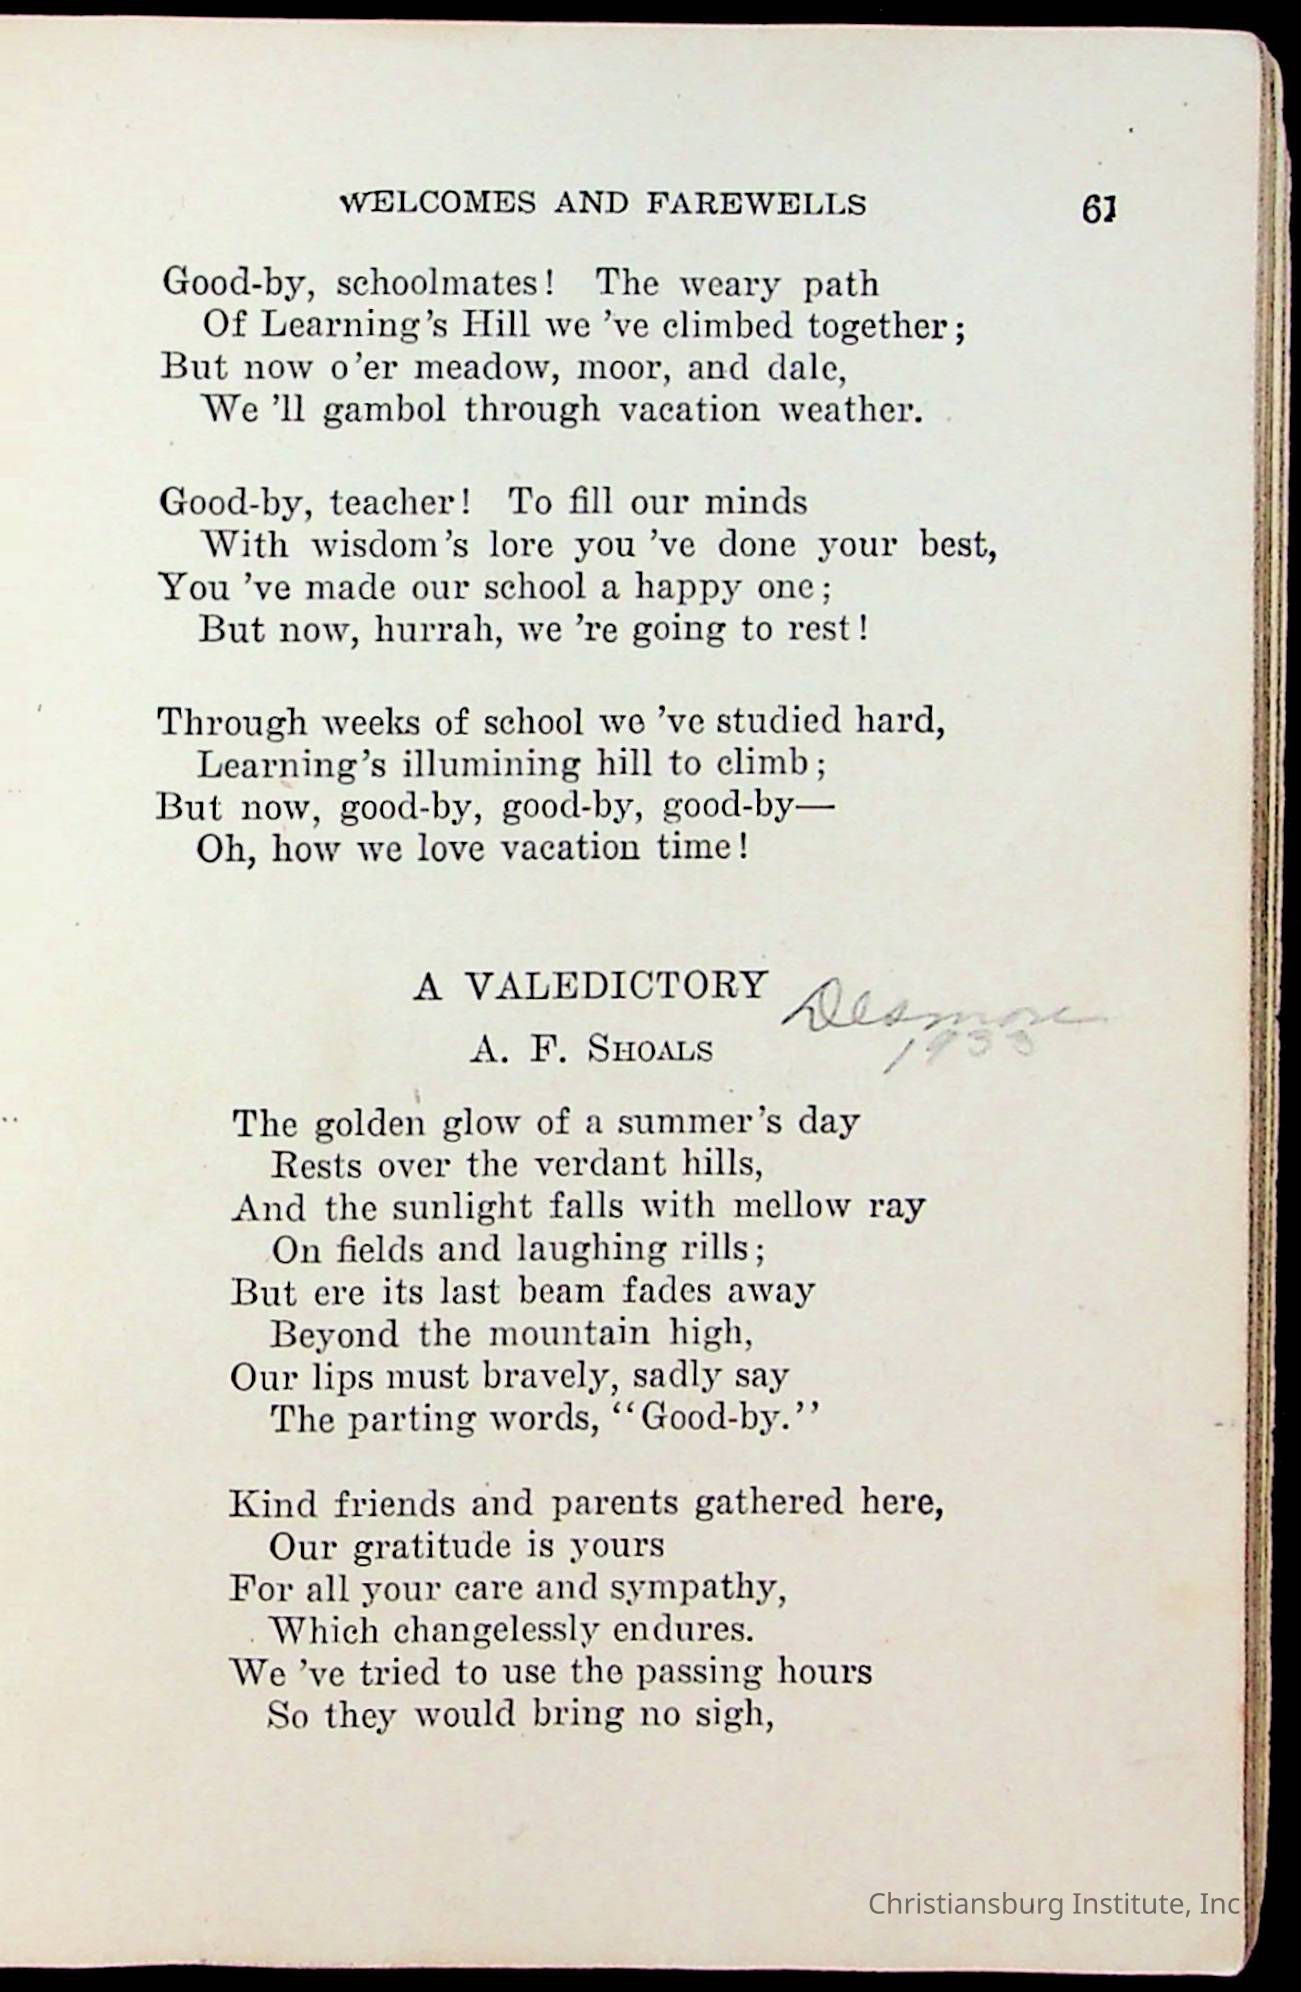 WELCOMES AND FAREWELLS 61
Good-by, schoolmates! The weary path
Of Learning's Hill we 've climbed together;
But now o'er meadow, moor, and dale,
We 'll gambol through vacation weather.
Good-by, teacher! To fill our minds
With wisdom's lore you 've done your best,
You 've made our school a happy one;
But now, hurrah, we 're going to rest!
Through weeks of school we 've studied hard,
Learning's illumining hill to climb;
But now, good-by, good-by, good-by—
Oh, how we love vacation time!
A VALEDICTORY
Desmore
1933
A. F. SHOALS
The golden glow of a summer's day
Rests over the verdant hills,
And the sunlight falls with mellow ray
On fields and laughing rills;
But ere its last beam fades away
Beyond the mountain high,
Our lips must bravely, sadly say
The parting words, "Good-by."
Kind friends and parents gathered here,
Our gratitude is yours
For all your care and sympathy,
Which changelessly endures.
We 've tried to use the passing hours
So they would bring no sigh,
Christiansburg Institute, Inc